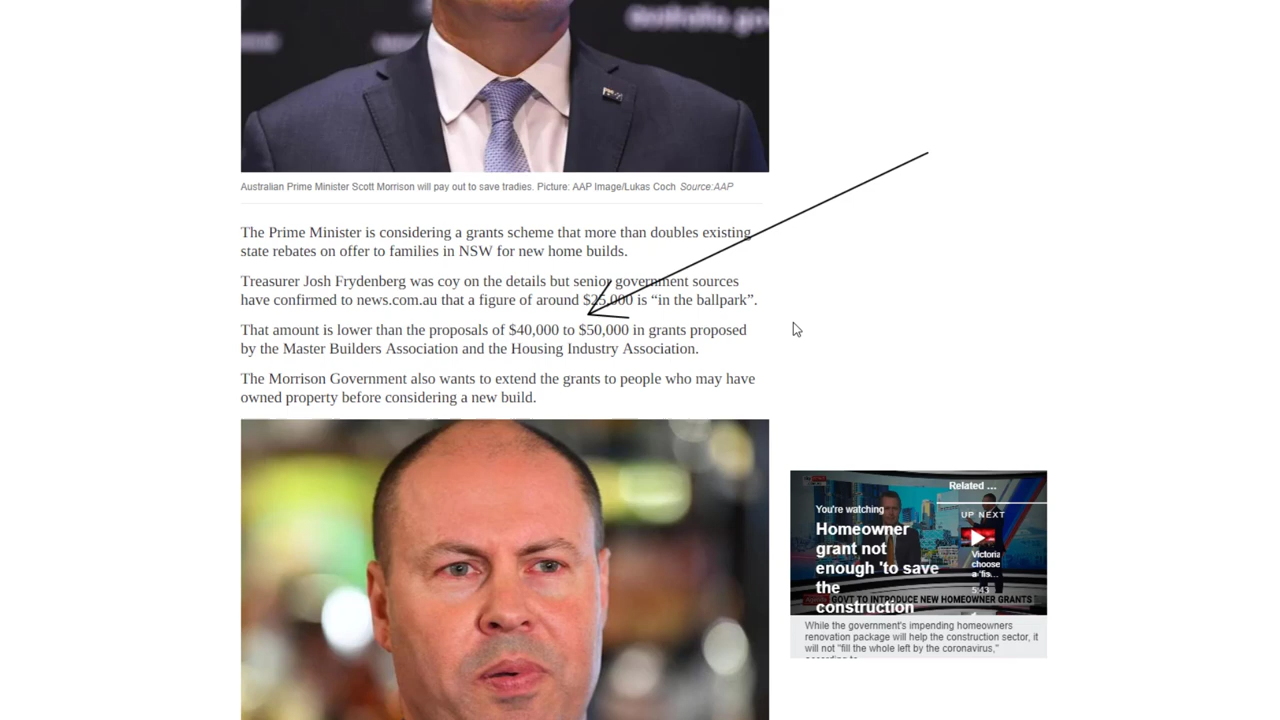 australia.go
Australian Prime Minister Scott Morrison will pay out to save tradies. Picture: AAP Image/Lukas Coch Source:AAP
The Prime Minister is considering a grants scheme that more than doubles existing
state rebates on offer to families in NSW for new home builds.
Treasurer Josh Frydenberg was coy on the details but senior government sources
have confirmed to news.com.au that a figure of around $25,000 is “in the ballpark”.
That amount is lower than the proposals of $40,000 to $50,000 in grants proposed
by the Master Builders Association and the Housing Industry Association.
The Morrison Government also wants to extend the grants to people who may have
owned property before considering a new build.
Related ...
You're watching
UP NEXT
Homeowner
grant not
enough 'to save
the
construction
Victoria
choose
a 'fis...
5:43
GOVT TO INTRODUCE NEW HOMEOWNER GRANTS
While the government's impending homeowners
renovation package will help the construction sector, it
will not "fill the whole left by the coronavirus,"